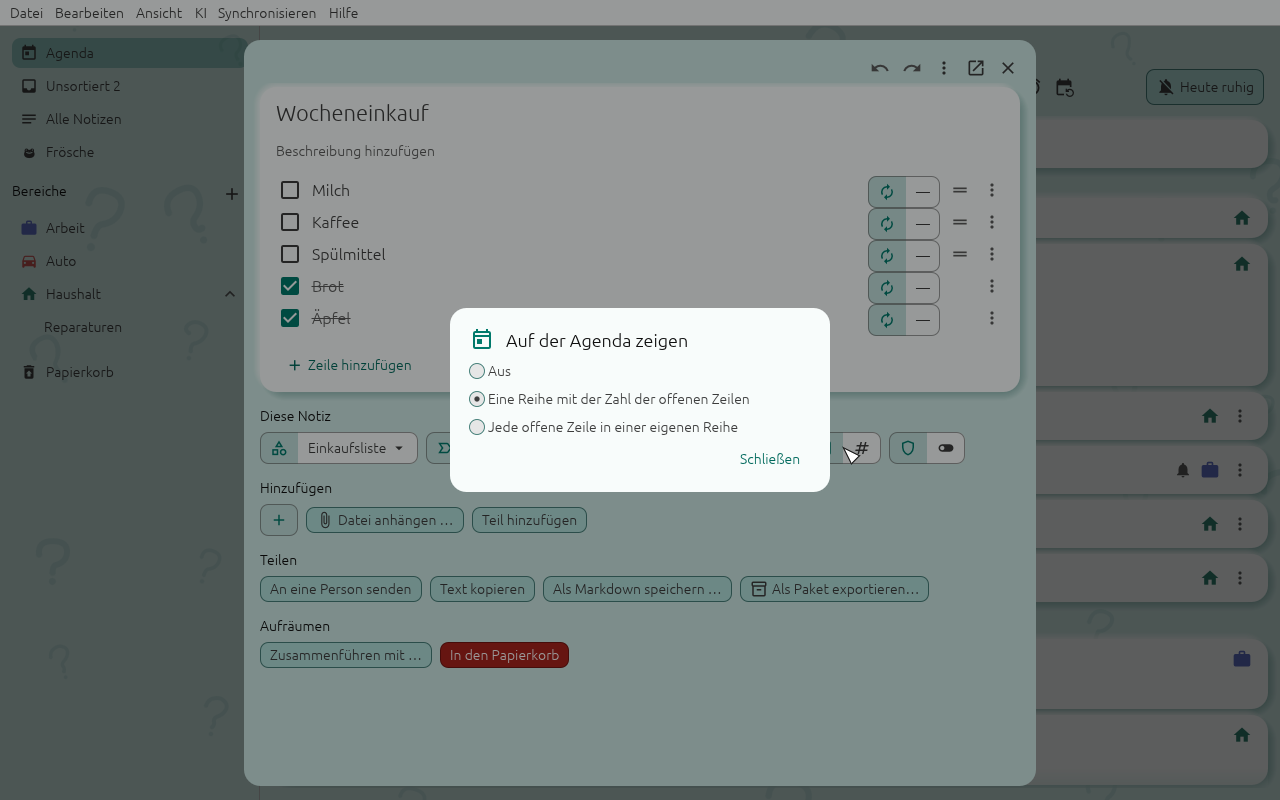 Datei Bearbeiten Ansicht KI Synchronisieren Hilfe
Agenda
Unsortiert 2
Alle Notizen
Frösche
Bereiche
Arbeit
Auto
Haushalt
Reparaturen
Papierkorb
Heute ruhig
Wocheneinkauf
Beschreibung hinzufügen
Milch
Kaffee
Spülmittel
Brot
Äpfel
Zeile hinzufügen
Auf der Agenda zeigen
Aus
Eine Reihe mit der Zahl der offenen Zeilen
Jede offene Zeile in einer eigenen Reihe
Schließen
Diese Notiz
Einkaufsliste
Hinzufügen
Datei anhängen …
Teil hinzufügen
Teilen
An eine Person senden
Text kopieren
Als Markdown speichern …
Als Paket exportieren…
Aufräumen
Zusammenführen mit …
In den Papierkorb